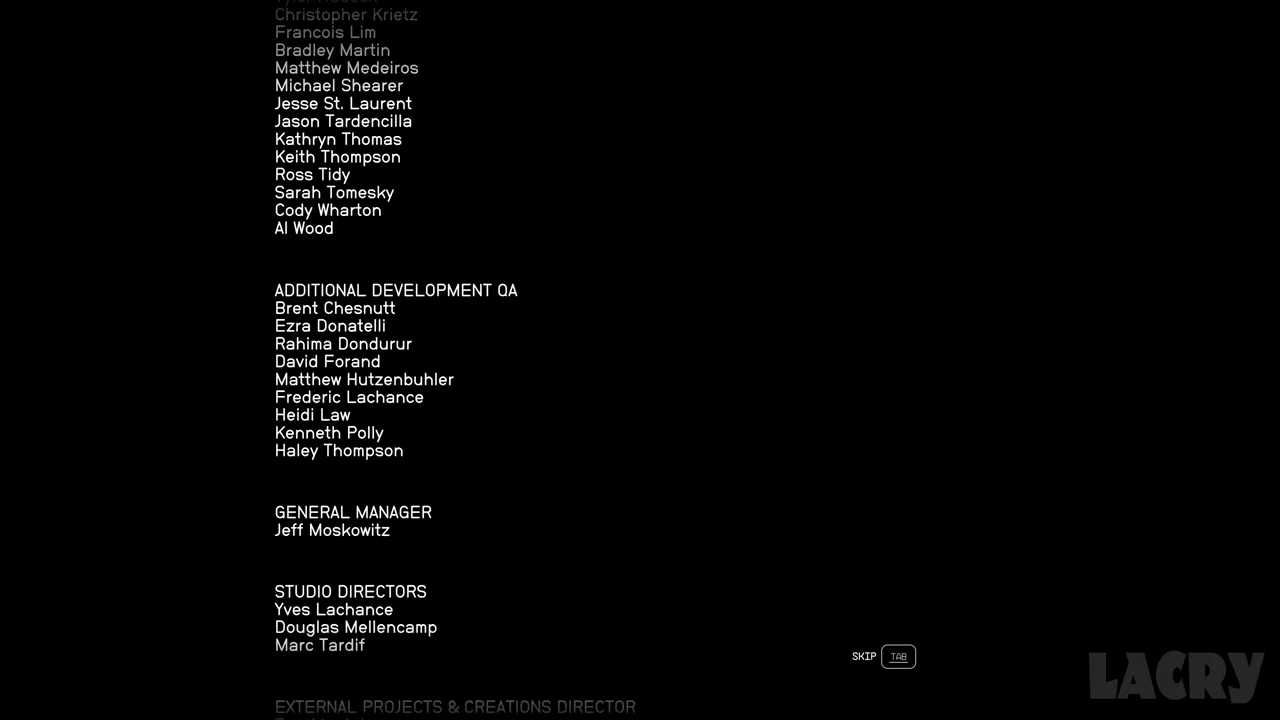 Christopher Krietz
Francois Lim
Bradley Martin
Matthew Medeiros
Michael Shearer
Jesse St. Laurent
Jason Tardencilla
Kathryn Thomas
Keith Thompson
Ross Tidy
Sarah Tomesky
Cody Wharton
Al Wood
ADDITIONAL DEVELOPMENT QA
Brent Chesnutt
Ezra Donatelli
Rahima Dondurur
David Forand
Matthew Hutzenbuhler
Frederic Lachance
Heidi Law
Kenneth Polly
Haley Thompson
GENERAL MANAGER
Jeff Moskowitz
STUDIO DIRECTORS
Yves Lachance
Douglas Mellencamp
Marc Tardif
SKIP TAB
LACRY
EXTERNAL PROJECTS & CREATIONS DIRECTOR